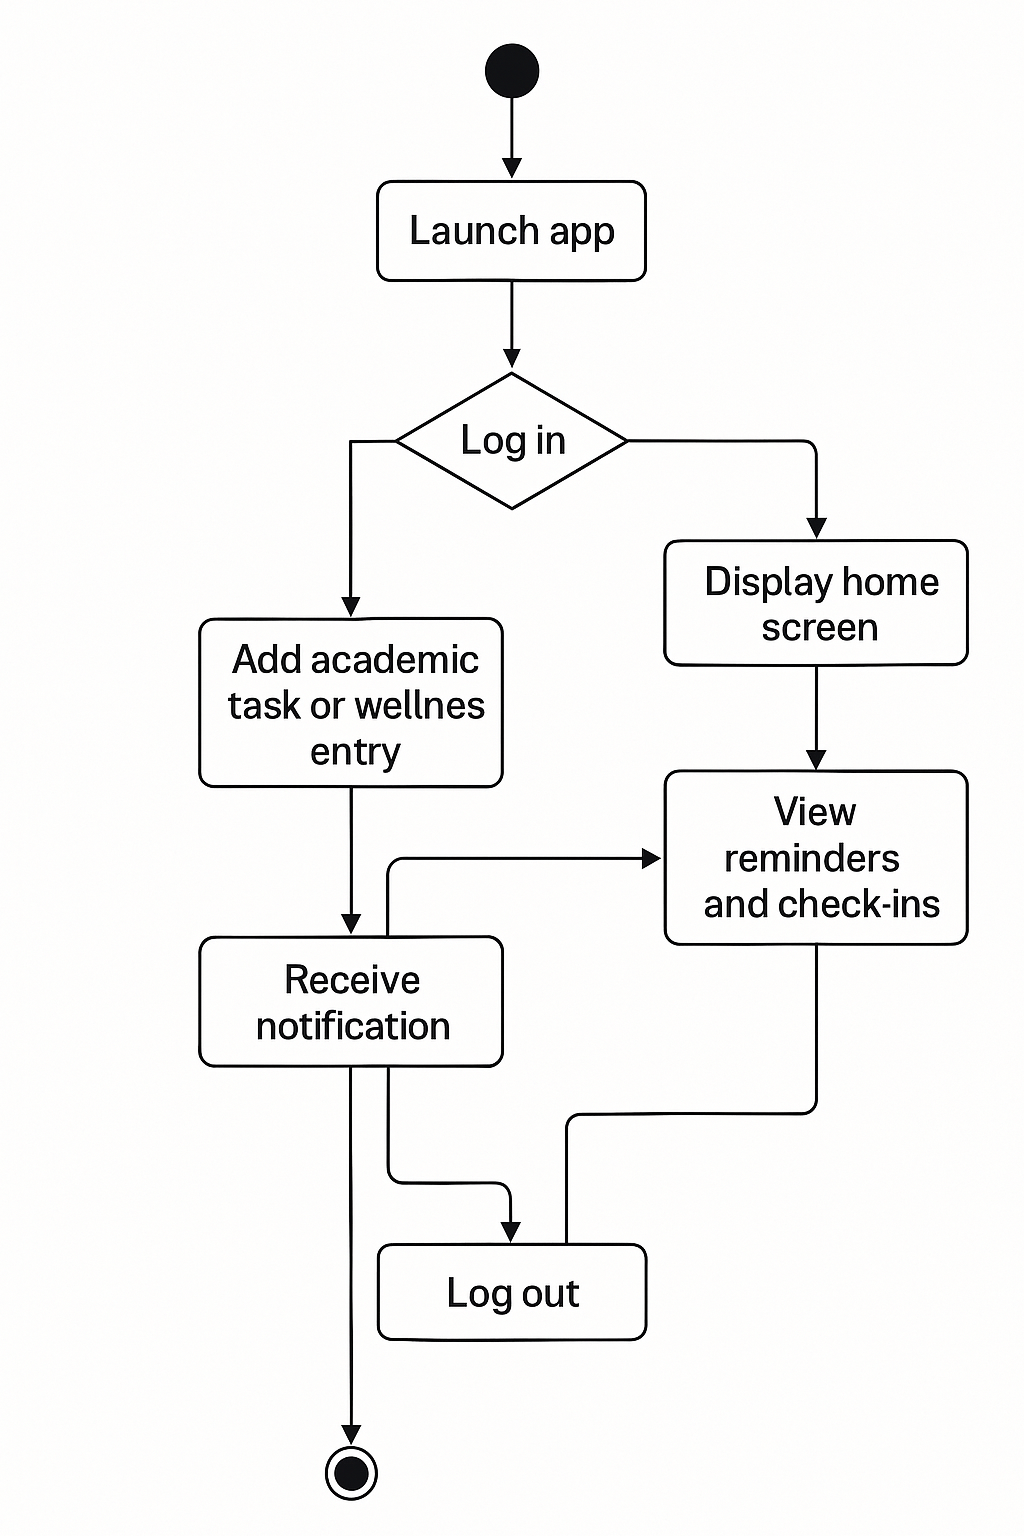 Launch app
Log in
Display home
screen
Add academic
task or wellnes
entry
View
reminders
and check-ins
Receive
notification
Log out